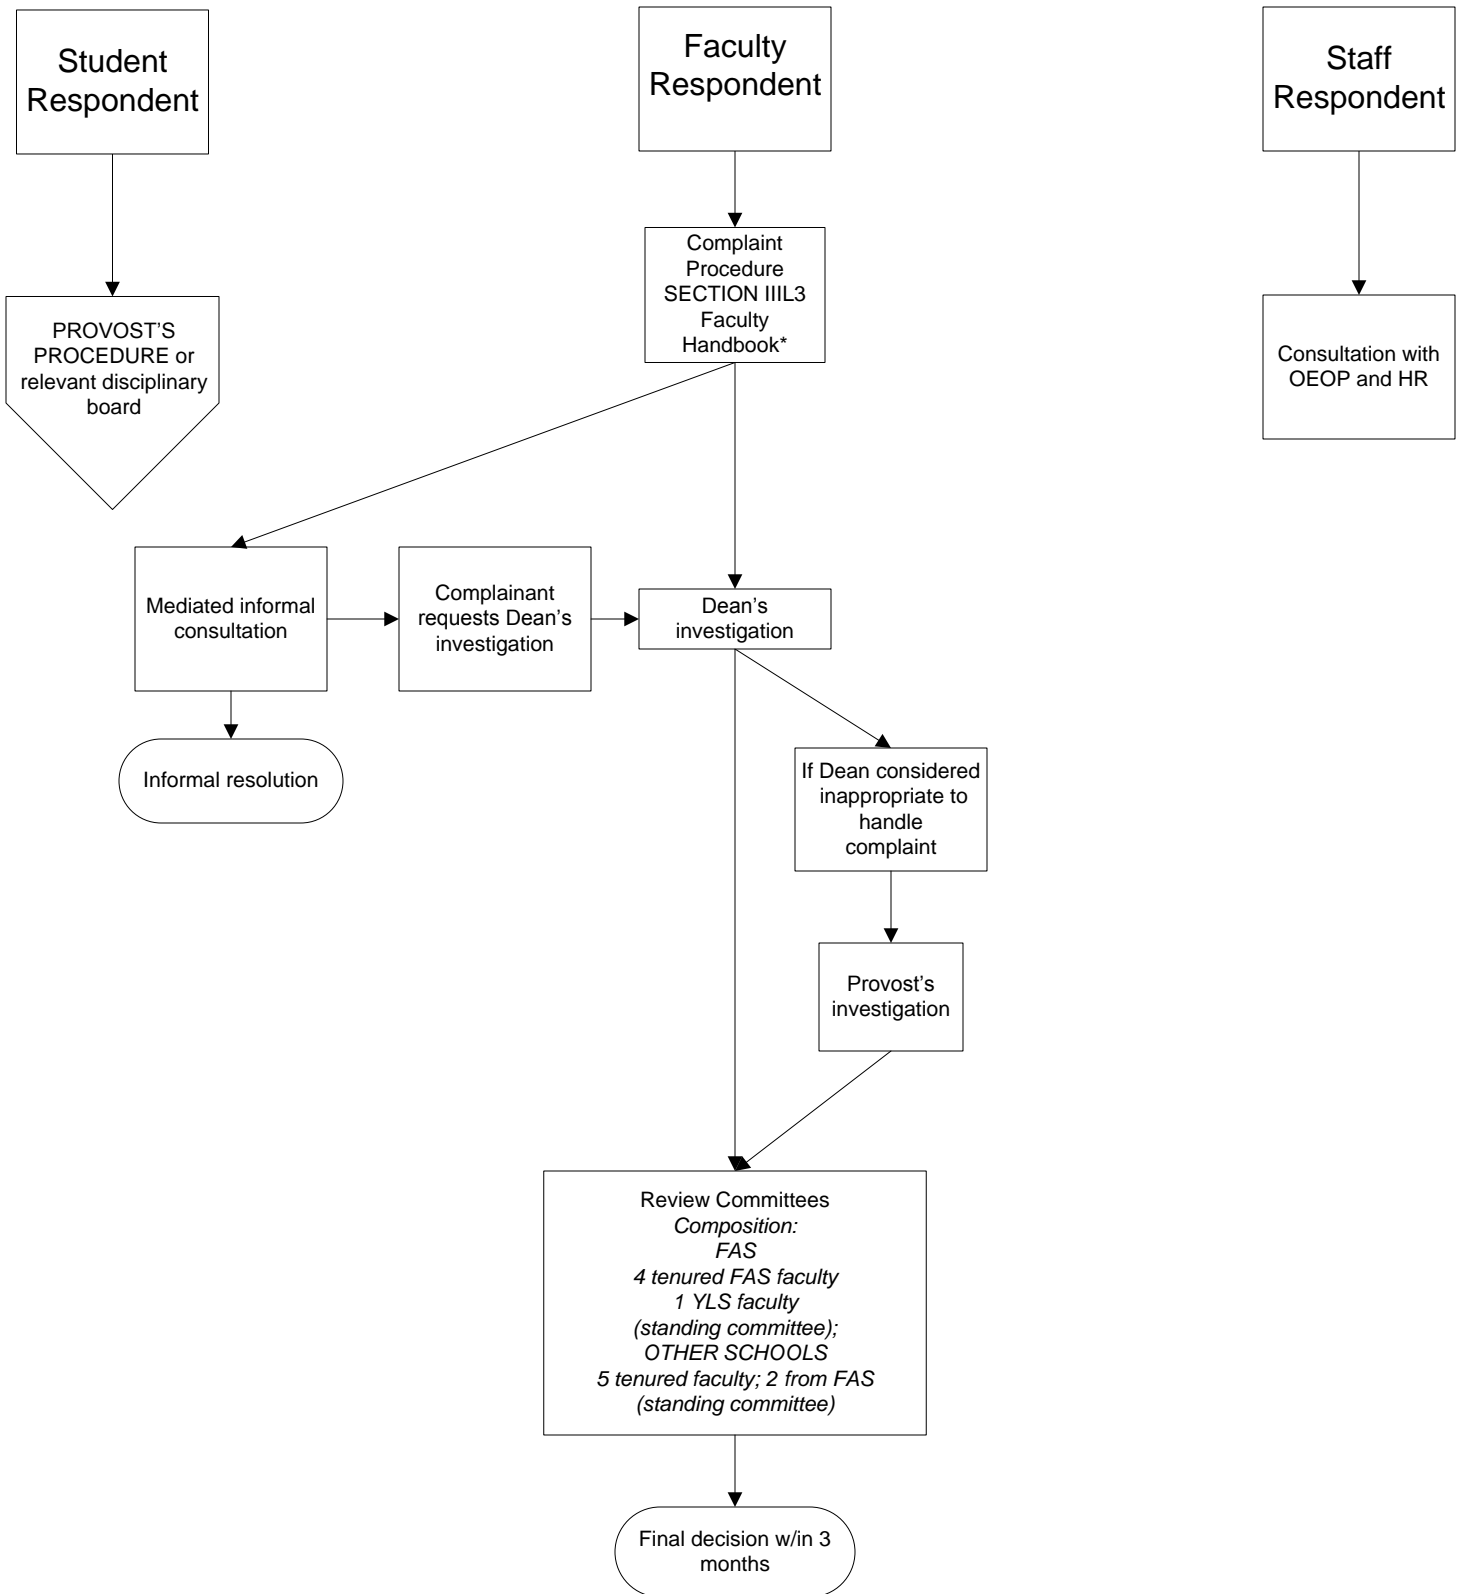 Student
Respondent
Faculty
Respondent
Staff
Respondent
Complaint
Procedure
SECTION IIIL3
Faculty
Handbook*
PROVOST’S
PROCEDURE or
relevant disciplinary
board
Consultation with
OEOP and HR
Mediated informal
consultation
Complainant
requests Dean’s
investigation
Dean’s
investigation
Informal resolution
If Dean considered
inappropriate to
handle
complaint
Provost’s
investigation
Review Committees
Composition:
FAS
4 tenured FAS faculty
1 YLS faculty
(standing committee);
OTHER SCHOOLS
5 tenured faculty; 2 from FAS
(standing committee)
Final decision w/in 3
months